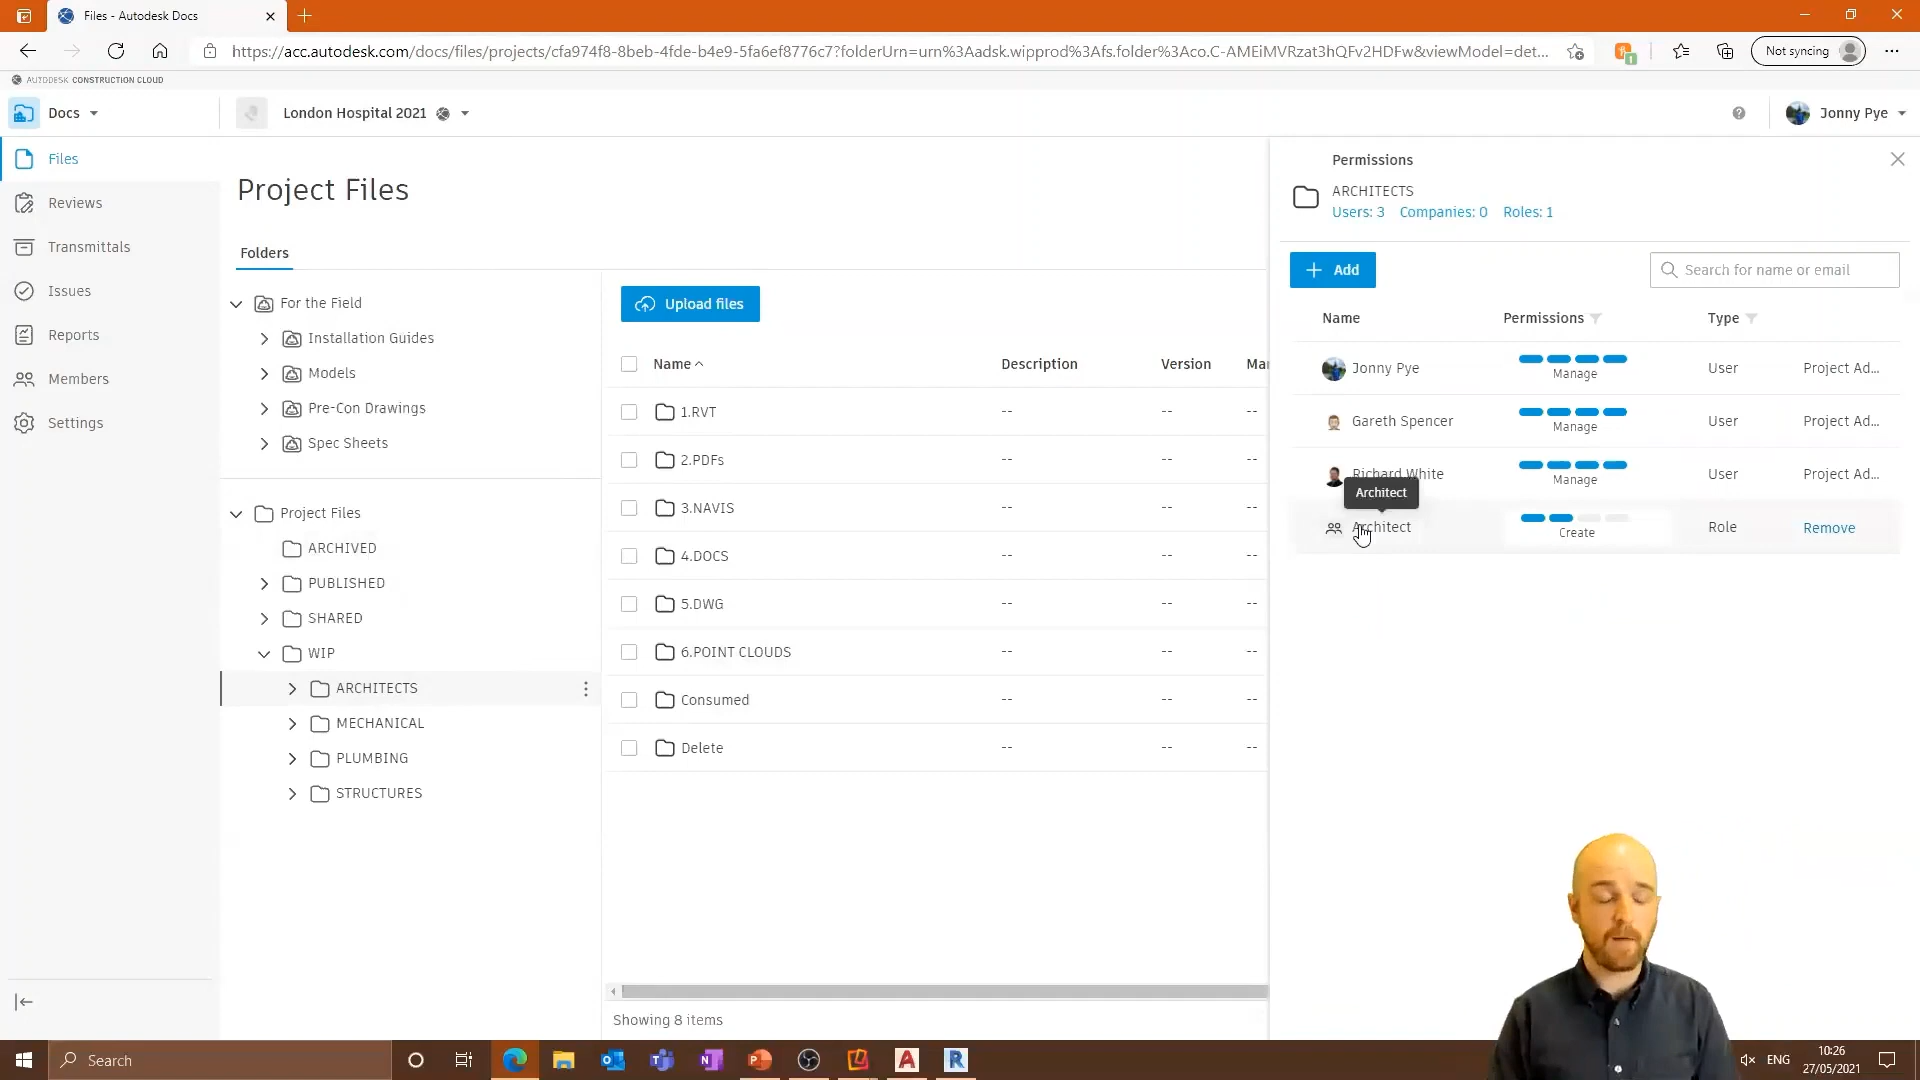 Files - Autodesk Docs
https://acc.autodesk.com/docs/files/projects/cfa974f8-8beb-4fde-b4e9-5fa6ef8776c7?folderUrn=urn%3Aadsk.wipprod%3Afs.folder%3Aco.C-AMEiMVRzat3hQFv2HDFw&viewModel=det...
Not syncing
AUTODESK CONSTRUCTION CLOUD
Docs
London Hospital 2021
Jonny Pye
Files
Reviews
Transmittals
Issues
Reports
Members
Settings
Project Files
Folders
For the Field
Installation Guides
Models
Pre-Con Drawings
Spec Sheets
Project Files
ARCHIVED
PUBLISHED
SHARED
WIP
ARCHITECTS
MECHANICAL
PLUMBING
STRUCTURES
Upload files
Name Description Version Mar
1.RVT -- -- --
2.PDFs -- -- --
3.NAVIS -- -- --
4.DOCS -- -- --
5.DWG -- -- --
6.POINT CLOUDS -- -- --
Consumed -- -- --
Delete -- -- --
Showing 8 items
Permissions
ARCHITECTS
Users: 3 Companies: 0 Roles: 1
Add
Search for name or email
Name Permissions Type
Jonny Pye Manage User Project Ad...
Gareth Spencer Manage User Project Ad...
Richard White Manage User Project Ad...
Architect
Architect Create Role Remove
Search
ENG
10:26
27/05/2021